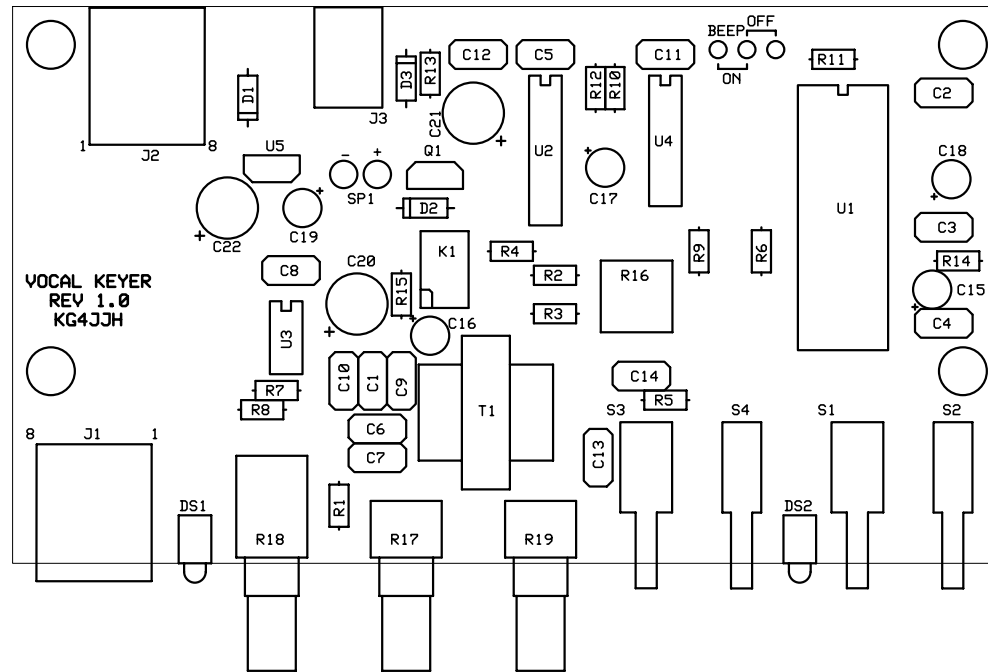 BEEP OFF
ON
C12 C5 C11
R11
D1 D3 R13
C2
R12 R10
J3
C21 +
1 J2 8
U5
- +
SP1
Q1
U2 U4
+ C17
C18
+
U1
D2
+
C19
+ C22
C3
K1
R4
R9 R6
C8
C20
R2
R16
R14
R15
VOCAL KEYER
REV 1.0
KG4JJH
U3
+
+ C16
R3
+ C15
C4
C10 C1 C9
R7
R8
T1
C14
R5
C6
C7
S3 S4 S1 S2
8 J1 1
C13
R1
DS1
DS2
R18 R17 R19